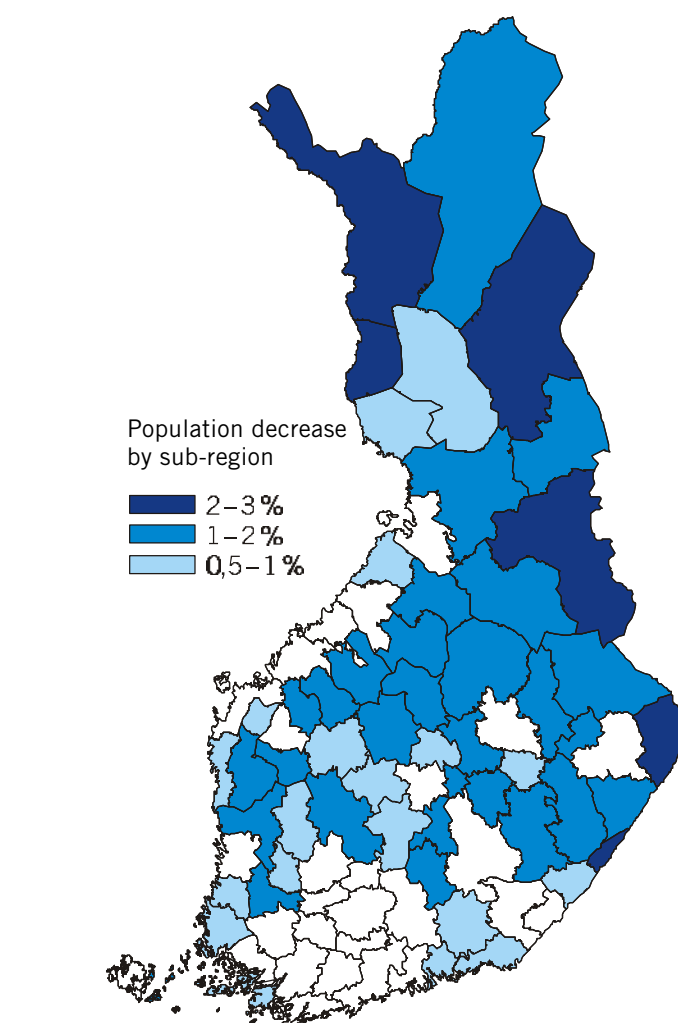 Population decrease
by sub-region
2–3%
1–2%
0,5–1%